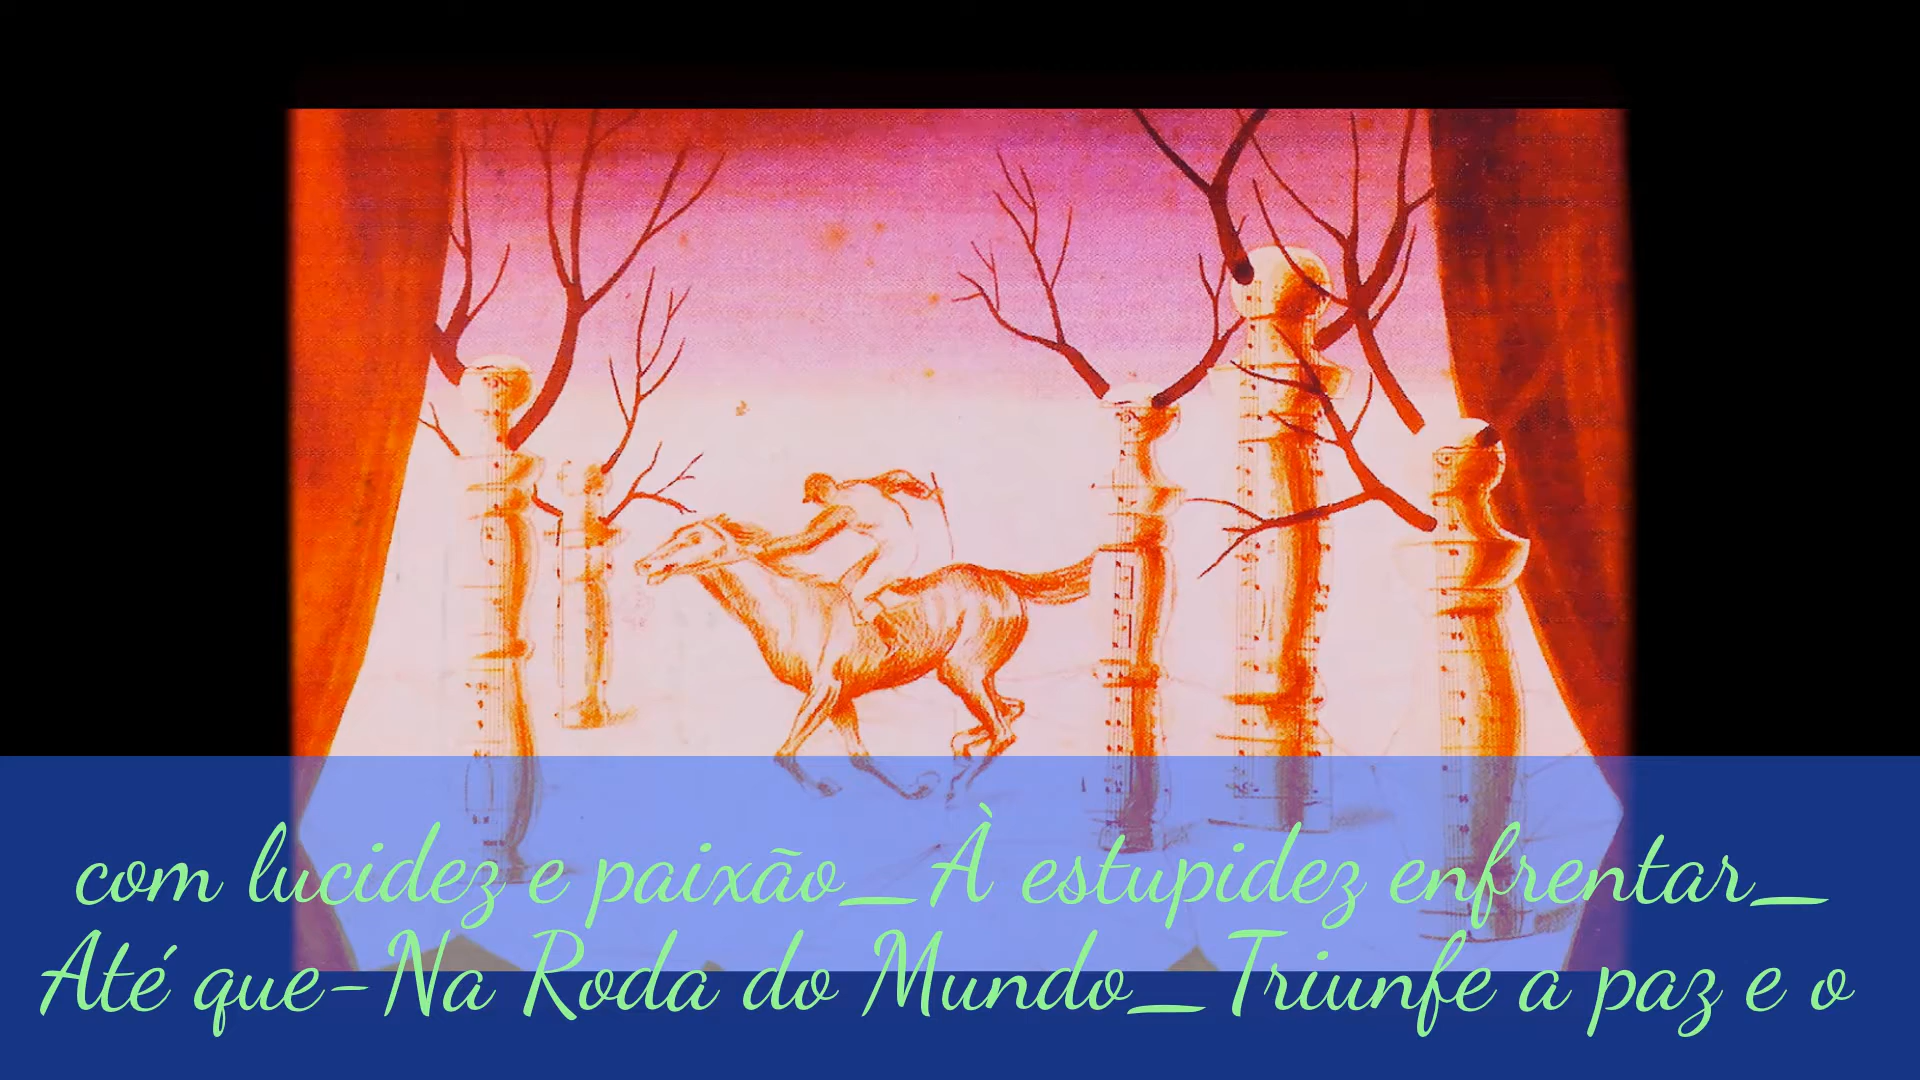 com lucidez e paixão_À estupidez enfrentar_
Até que-Na Roda do Mundo_Triunfe a paz e o